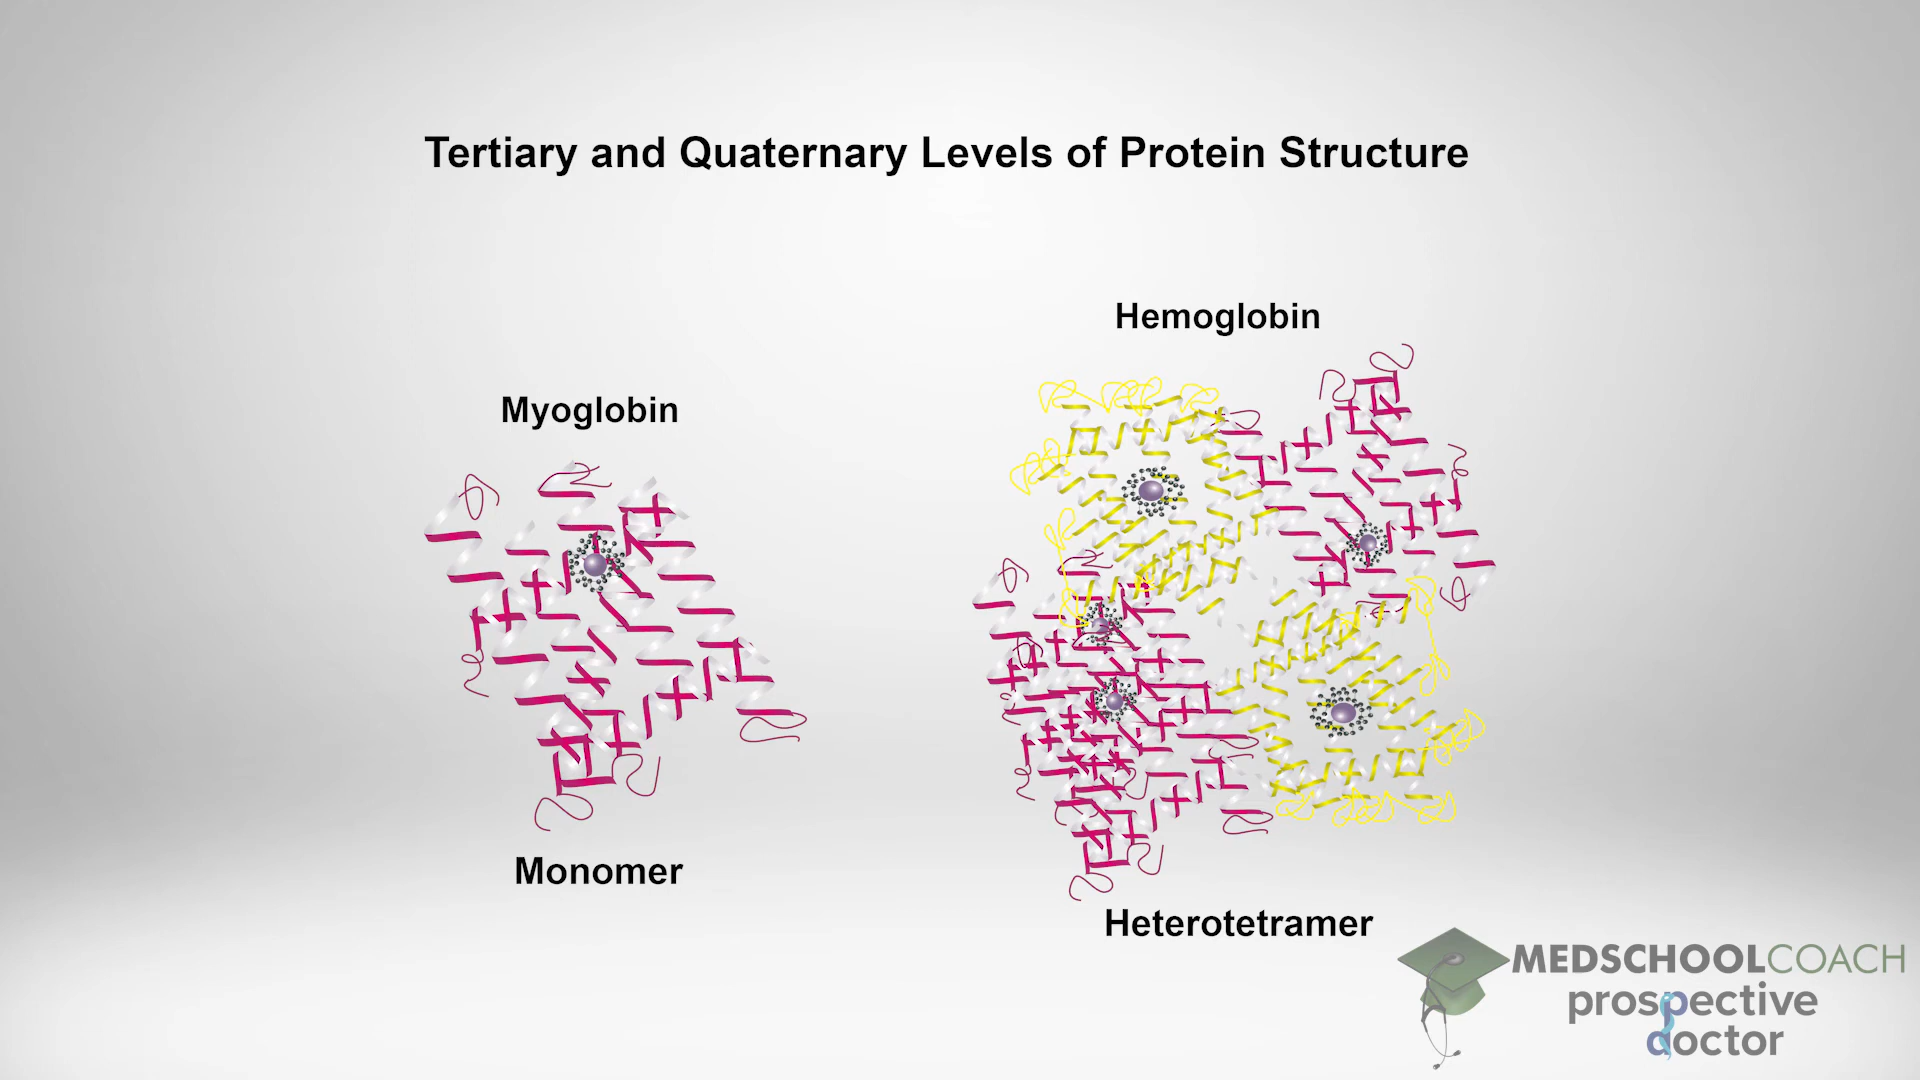 Tertiary and Quaternary Levels of Protein Structure
Hemoglobin
Myoglobin
Monomer
Heterotetramer
MEDSCHOOLCOACH
prospective
doctor